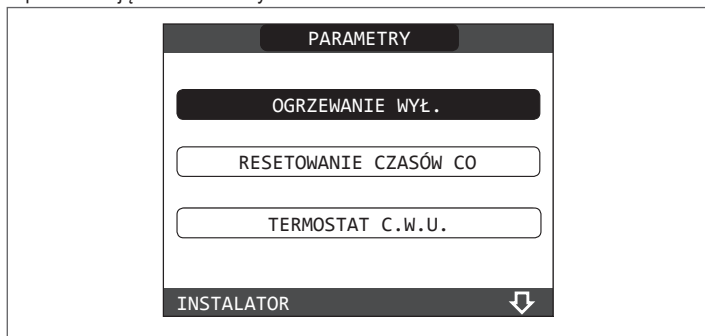 PARAMETRY
OGRZEWANIE WYŁ.
RESETOWANIE CZASÓW CO
TERMOSTAT C.W.U.
INSTALATOR